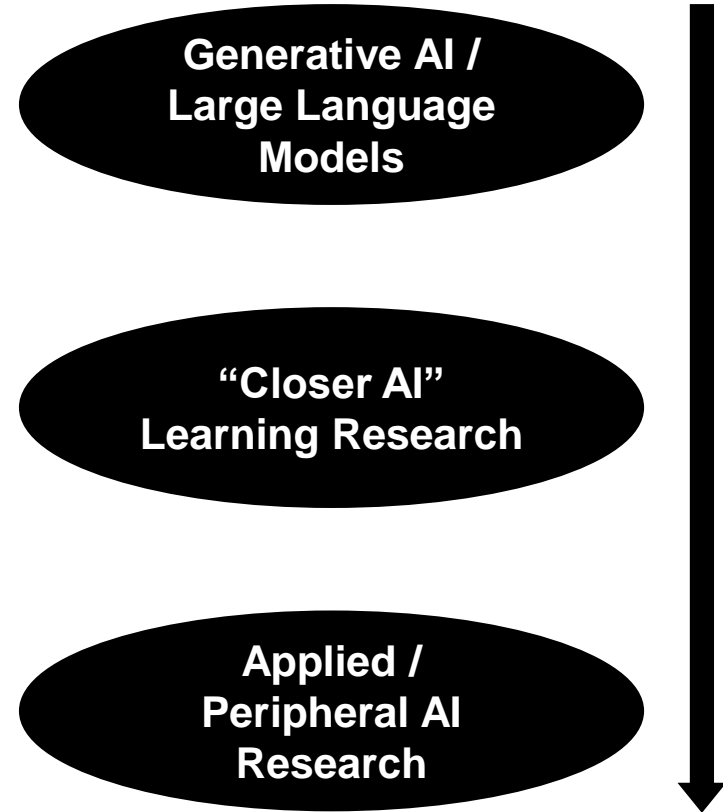 Generative AI /
Large Language
Models
“Closer AI”
Learning Research
Applied /
Peripheral AI
Research